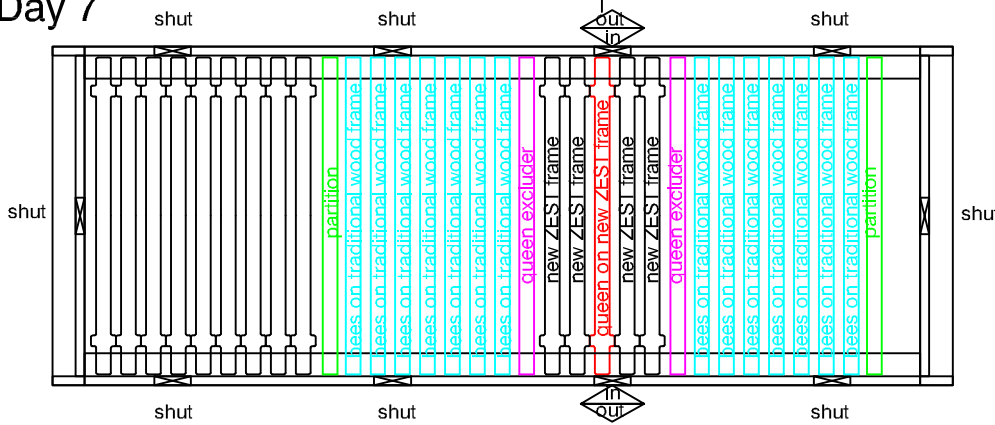 Day 7
shut
shut
out
in
shut
shut
partition
bees on traditional wood frame
bees on traditional wood frame
bees on traditional wood frame
bees on traditional wood frame
bees on traditional wood frame
bees on traditional wood frame
bees on traditional wood frame
queen excluder
new ZEST frame
new ZEST frame
queen on new ZEST frame
new ZEST frame
new ZEST frame
queen excluder
bees on traditional wood frame
bees on traditional wood frame
bees on traditional wood frame
bees on traditional wood frame
bees on traditional wood frame
bees on traditional wood frame
bees on traditional wood frame
partition
shut
shut
shut
in
out
shut